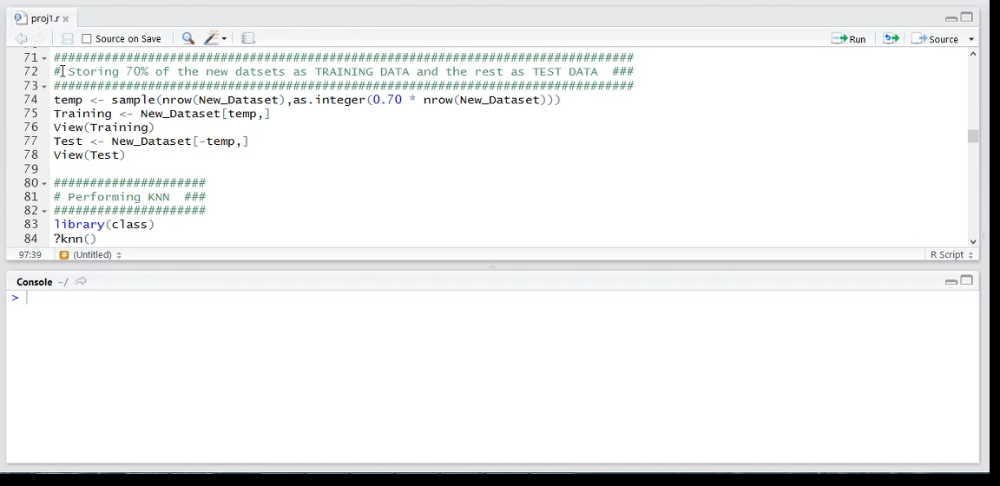 proj1.r
Source on Save
Run
Source
71 ################################################################################
72 # Storing 70% of the new datsets as TRAINING DATA and the rest as TEST DATA  ###
73 ################################################################################
74 temp <- sample(nrow(New_Dataset),as.integer(0.70 * nrow(New_Dataset)))
75 Training <- New_Dataset[temp,]
76 View(Training)
77 Test <- New_Dataset[-temp,]
78 View(Test)
79
80 #####################
81 # Performing KNN  ###
82 #####################
83 library(class)
84 ?knn()
97:39 # (Untitled) R Script
Console ~/
>